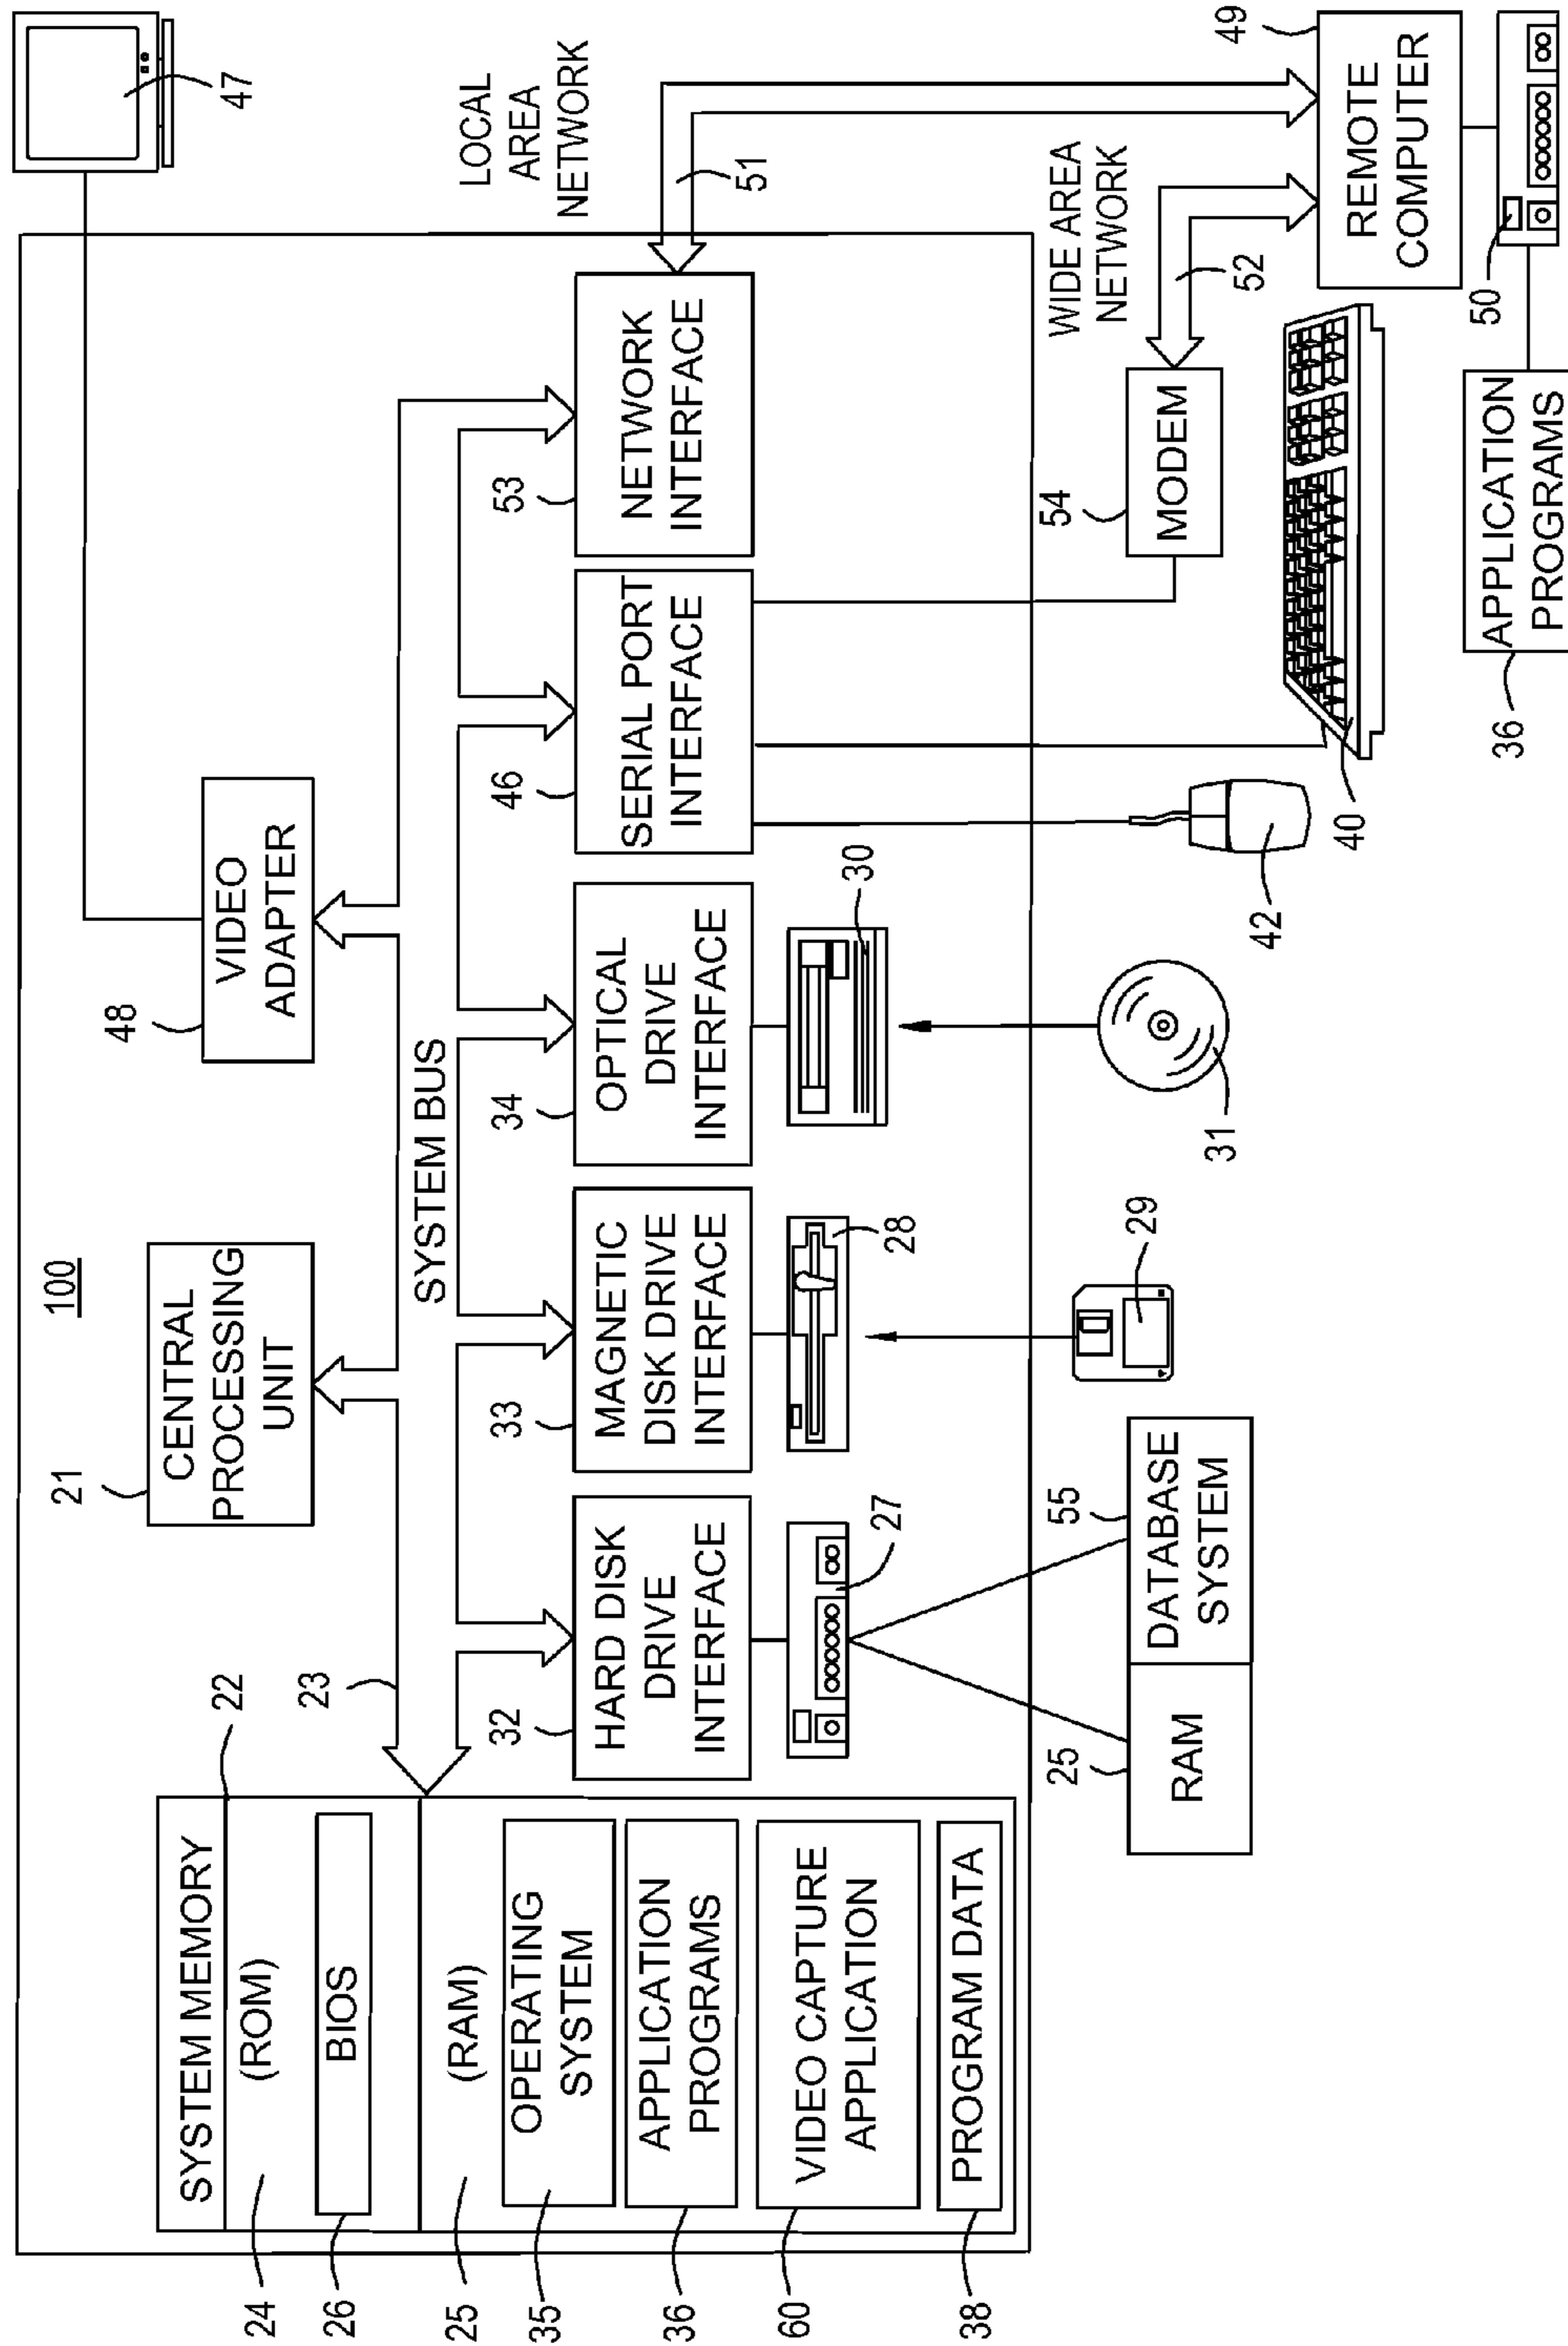 100
SYSTEM MEMORY
22
24
(ROM)
26
BIOS
25
(RAM)
35
OPERATING
SYSTEM
36
APPLICATION
PROGRAMS
60
VIDEO CAPTURE
APPLICATION
38
PROGRAM DATA
21
CENTRAL
PROCESSING
UNIT
48
VIDEO
ADAPTER
47
23
SYSTEM BUS
32
HARD DISK
DRIVE
INTERFACE
33
MAGNETIC
DISK DRIVE
INTERFACE
34
OPTICAL
DRIVE
INTERFACE
46
SERIAL PORT
INTERFACE
53
NETWORK
INTERFACE
LOCAL
AREA
NETWORK
51
27
28
30
25
RAM
55
DATABASE
SYSTEM
29
31
42
40
54
MODEM
WIDE AREA
NETWORK
52
49
REMOTE
COMPUTER
50
36
APPLICATION
PROGRAMS